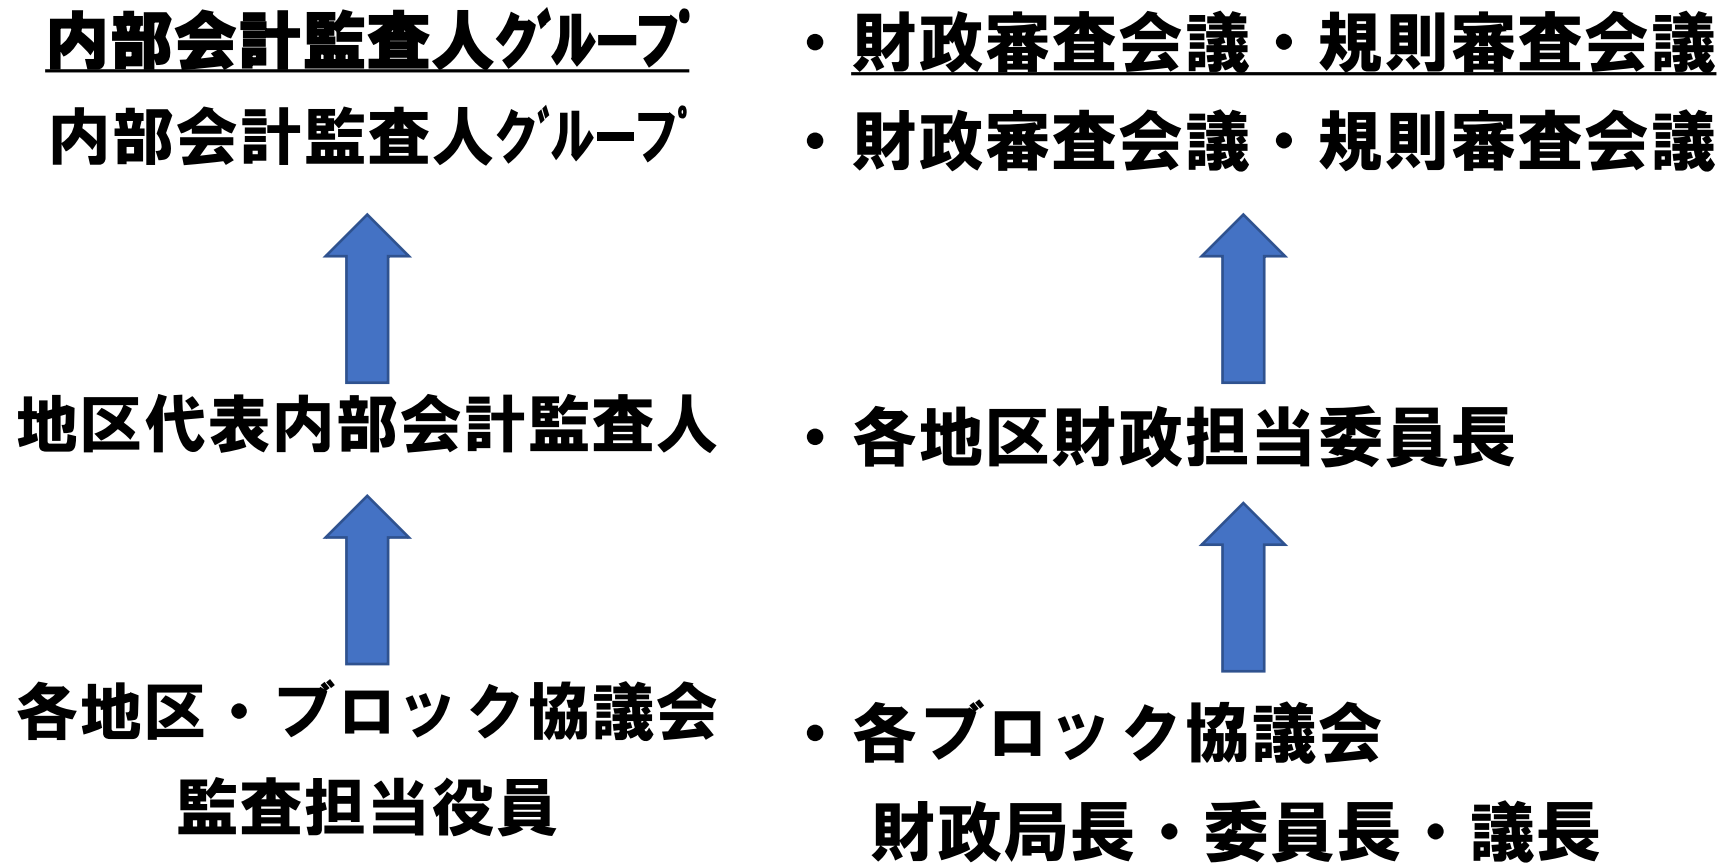 内部会計監査人グループ
内部会計監査人グループ
地区代表内部会計監査人
各地区・ブロック協議会
監査担当役員
・財政審査会議・規則審査会議
・財政審査会議・規則審査会議
・各地区財政担当委員長
・各ブロック協議会
財政局長・委員長・議長